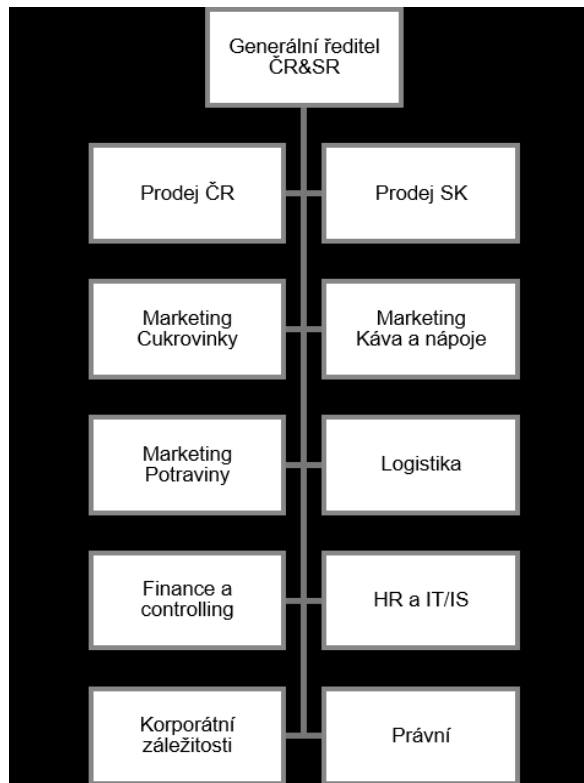 Generální ředitel
ČR&SR
Prodej ČR
Prodej SK
Marketing
Cukrovinky
Marketing
Káva a nápoje
Marketing
Potraviny
Logistika
Finance a
controlling
HR a IT/IS
Korporátní
záležitosti
Právní